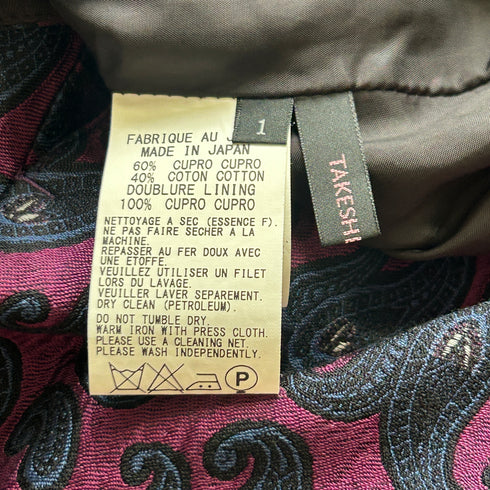 FABRIQUE AU J
MADE IN JAPAN
60% CUPRO CUPRO
40% COTON COTTON
DOUBLURE LINING
100% CUPRO CUPRO
NETTOYAGE A SEC (ESSENCE F).
NE PAS FAIRE SECHER A LA
MACHINE.
REPASSER AU FER DOUX AVEC
UNE ETOFFE.
VEUILLEZ UTILISER UN FILET
LORS DU LAVAGE.
VEUILLER LAVER SEPAREMENT.
DRY CLEAN (PETROLEUM).
DO NOT TUMBLE DRY.
WARM IRON WITH PRESS CLOTH.
PLEASE USE A CLEANING NET.
PLEASE WASH INDEPENDENTLY.
P
1
TAKESHI